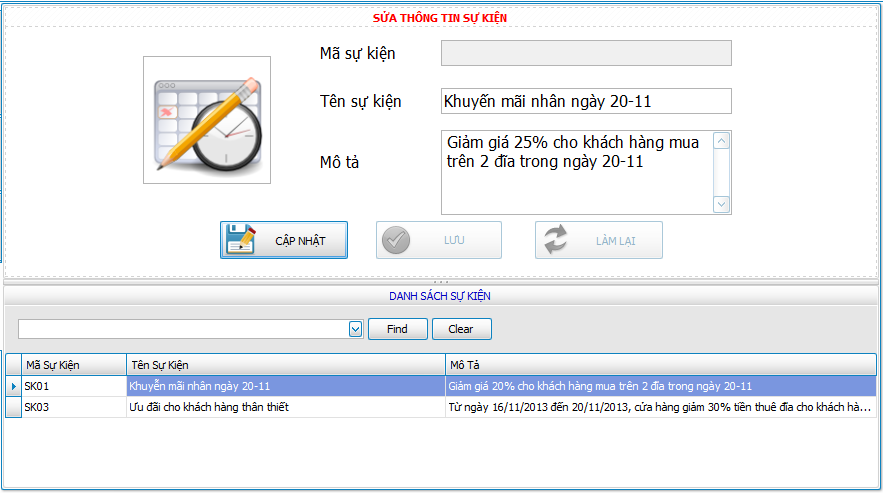 SỬA THÔNG TIN SỰ KIỆN
Mã sự kiện
Tên sự kiện
Khuyến mãi nhân ngày 20-11
Mô tả
Giảm giá 25% cho khách hàng mua
trên 2 đĩa trong ngày 20-11
CẬP NHẬT
LƯU
LÀM LẠI
DANH SÁCH SỰ KIỆN
Find
Clear
Mã Sự Kiện
Tên Sự Kiện
Mô Tả
SK01
Khuyễn mãi nhân ngày 20-11
Giảm giá 20% cho khách hàng mua trên 2 đĩa trong ngày 20-11
SK03
Ưu đãi cho khách hàng thân thiết
Từ ngày 16/11/2013 đến 20/11/2013, cửa hàng giảm 30% tiền thuê đĩa cho khách hà...